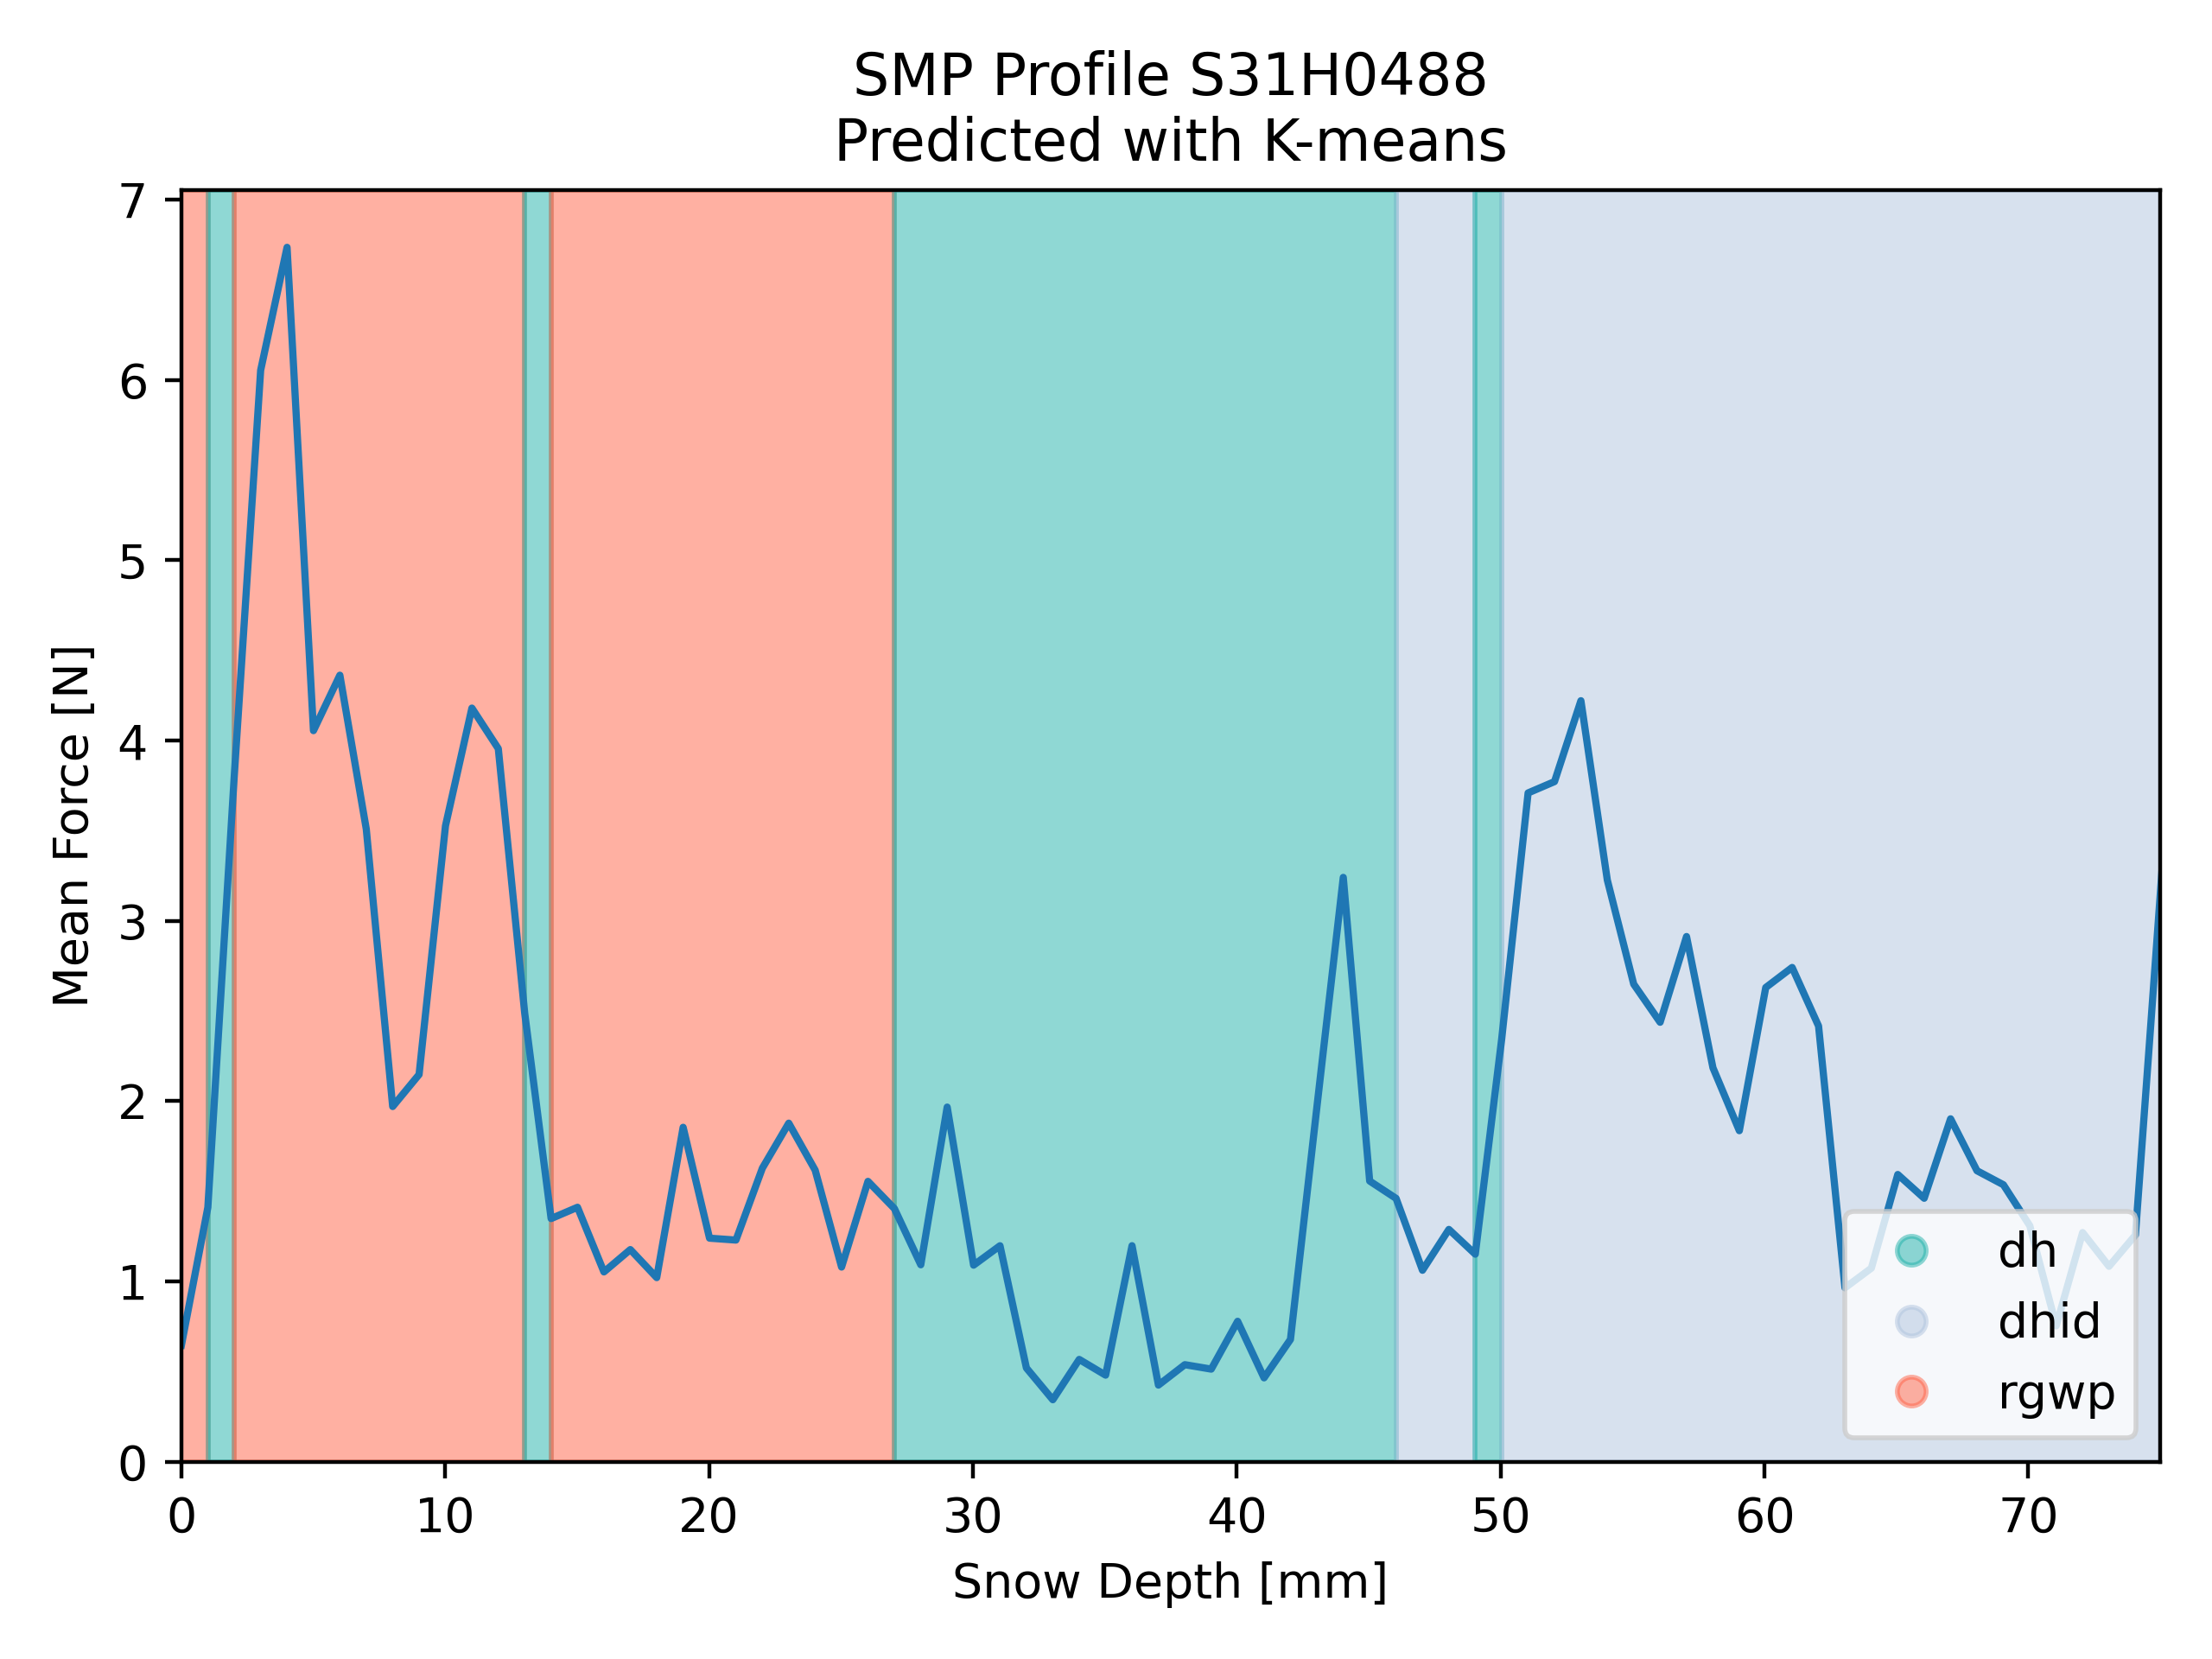 SMP Profile S31H0488
Predicted with K-means
7
6
5
4
3
2
1
0
Mean Force [N]
dh
dhid
rgwp
0 10 20 30 40 50 60 70
Snow Depth [mm]